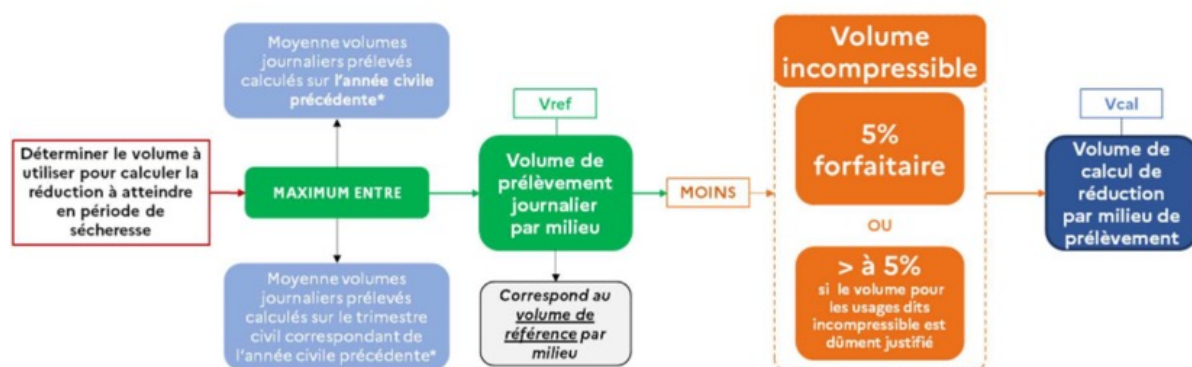 Déterminer le volume à
utiliser pour calculer la
réduction à atteindre
en période de
sécheresse
Moyenne volumes
journaliers prélevés
calculés sur l'année civile
précédente*
MAXIMUM ENTRE
Moyenne volumes
journaliers prélevés
calculés sur le trimestre
civil correspondant de
l'année civile précédente*
Vref
Volume de
prélèvement
journalier
par milieu
Correspond au
volume de
référence par
milieu
MOINS
Volume
incompressible
5%
forfaitaire
OU
> à 5%
si le volume pour
les usages dits
incompressible est
dûment justifié
Vcal
Volume de
calcul de
réduction
par milieu de
prélèvement